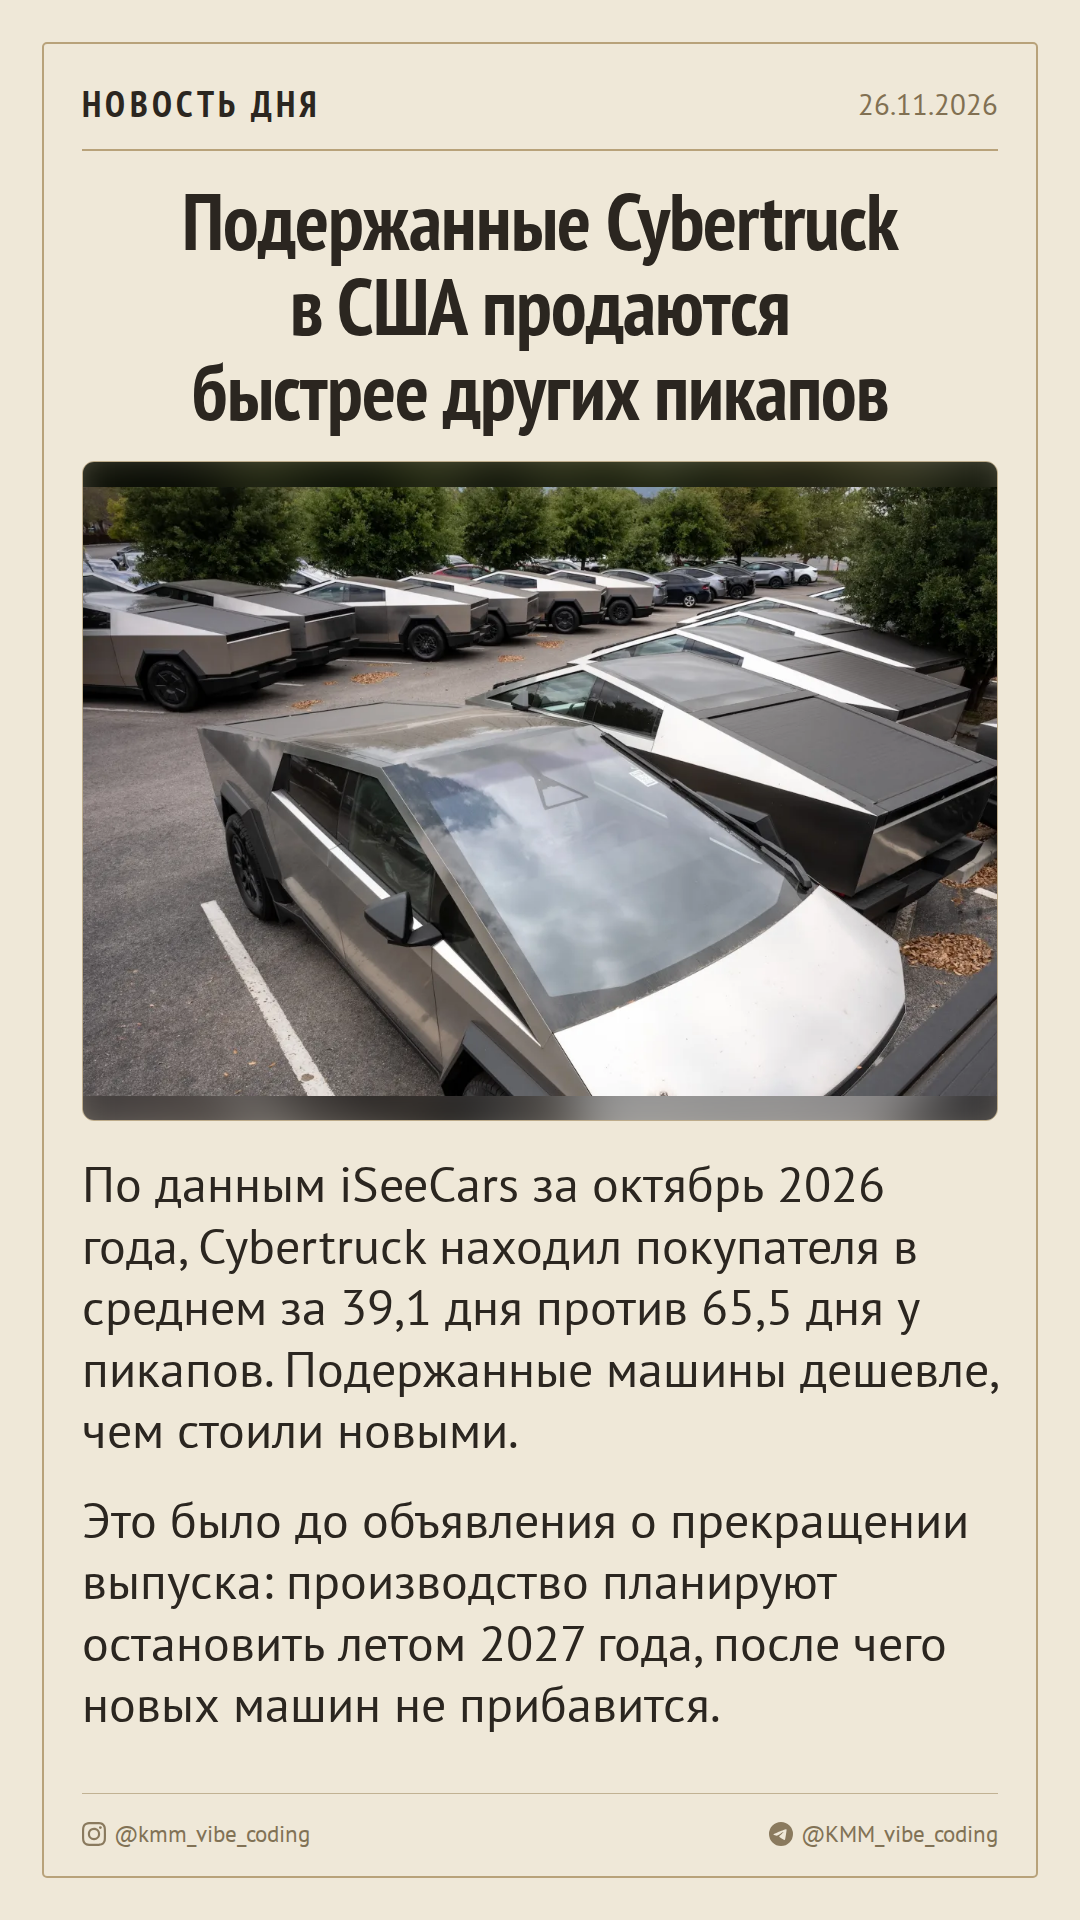 НОВОСТЬ ДНЯ
26.11.2026
Подержанные Cybertruck
в США продаются
быстрее других пикапов
По данным iSeeCars за октябрь 2026
года, Cybertruck находил покупателя в
среднем за 39,1 дня против 65,5 дня у
пикапов. Подержанные машины дешевле,
чем стоили новыми.
Это было до объявления о прекращении
выпуска: производство планируют
остановить летом 2027 года, после чего
новых машин не прибавится.
@kmm_vibe_coding
@KMM_vibe_coding